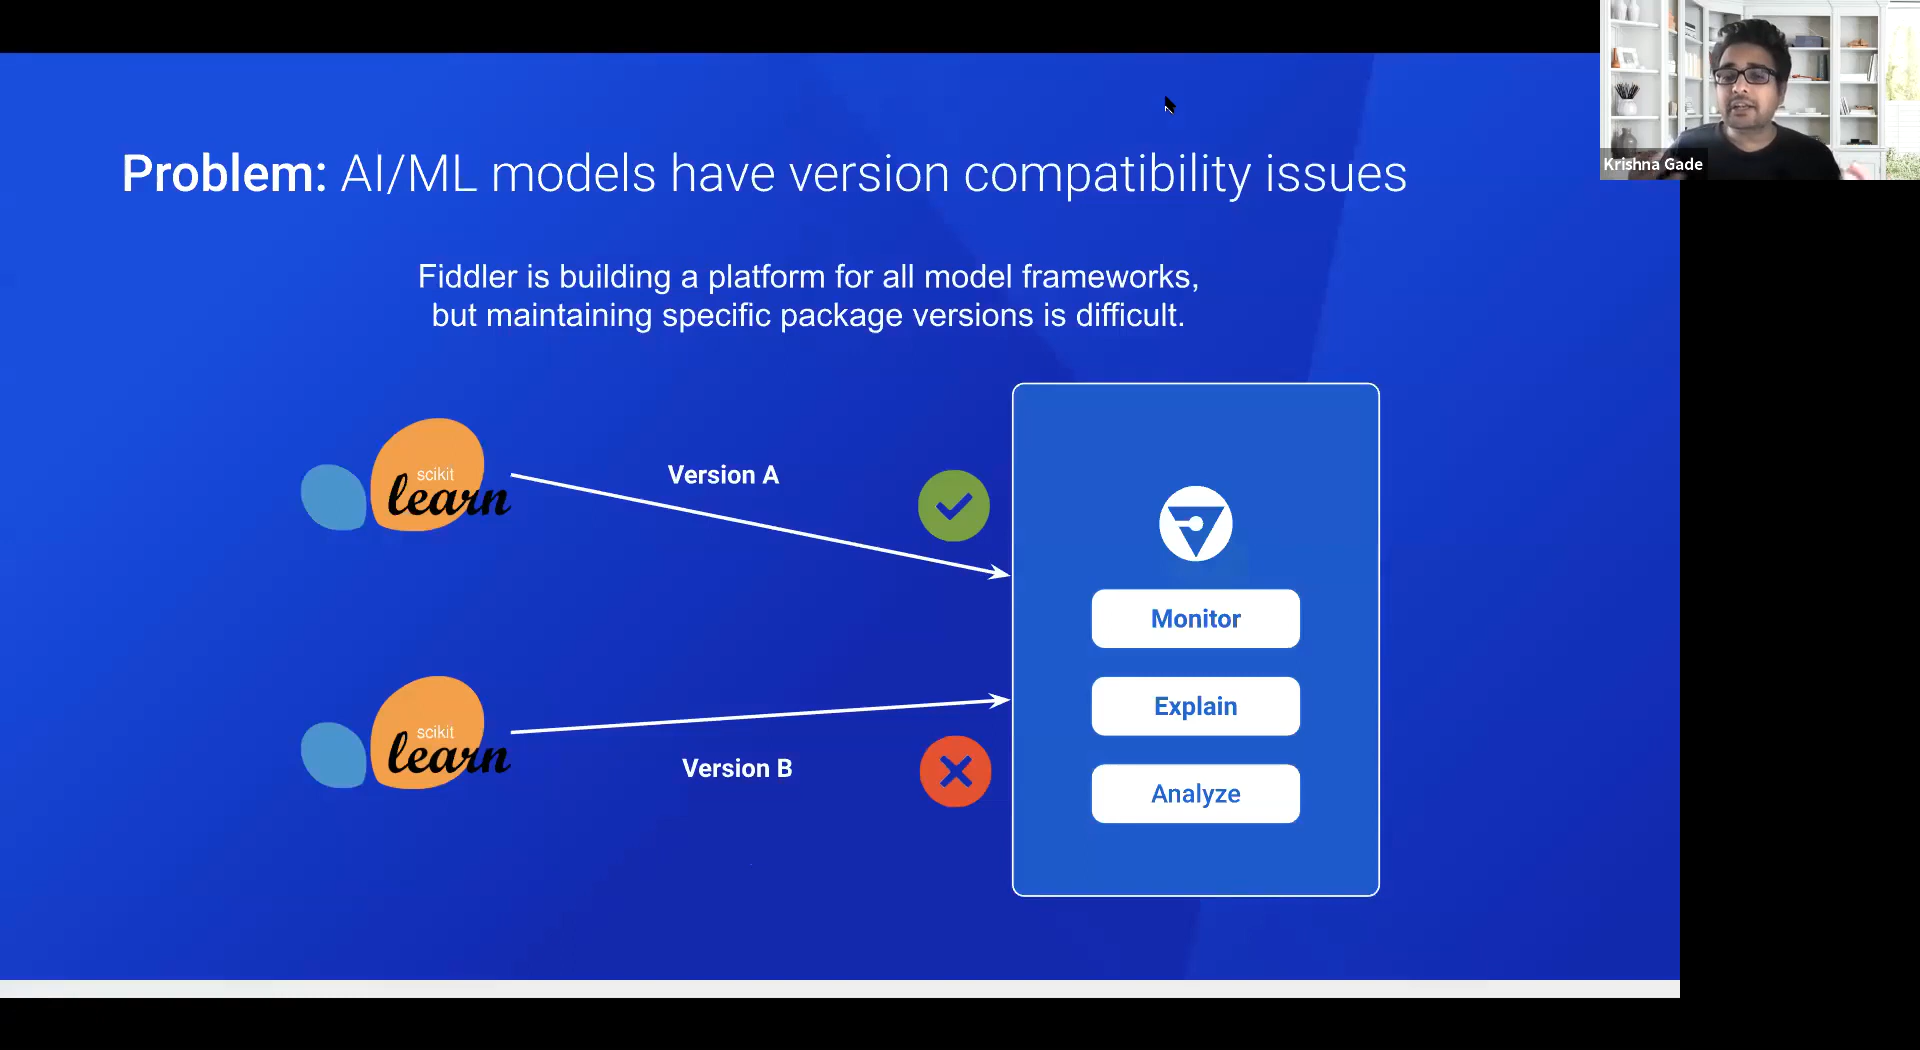 Krishna Gade
Problem: AI/ML models have version compatibility issues
Fiddler is building a platform for all model frameworks,
but maintaining specific package versions is difficult.
scikit
learn
Version A
Monitor
Explain
Analyze
scikit
learn
Version B